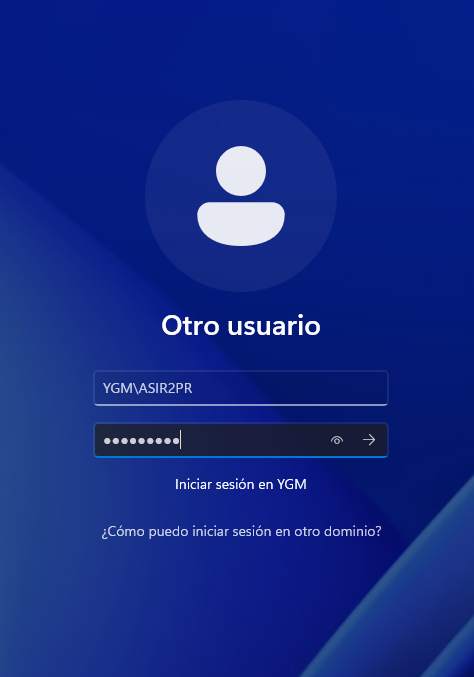 Otro usuario
YGM\ASIR2PR
●●●●●●●●●
Iniciar sesión en YGM
¿Cómo puedo iniciar sesión en otro dominio?